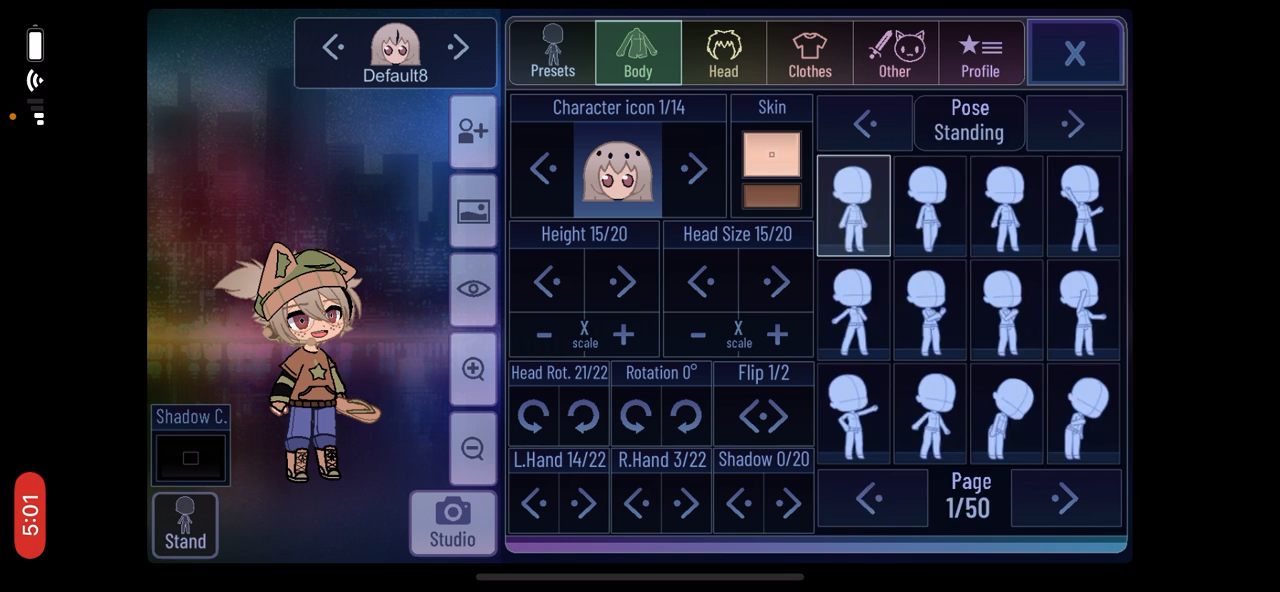 5:01
Default8
Shadow C.
Stand
Studio
Presets
Body
Head
Clothes
Other
Profile
X
Character icon 1/14
Skin
Height 15/20
Head Size 15/20
X
scale
X
scale
Head Rot. 21/22
Rotation 0°
Flip 1/2
L.Hand 14/22
R.Hand 3/22
Shadow 0/20
Pose
Standing
Page
1/50